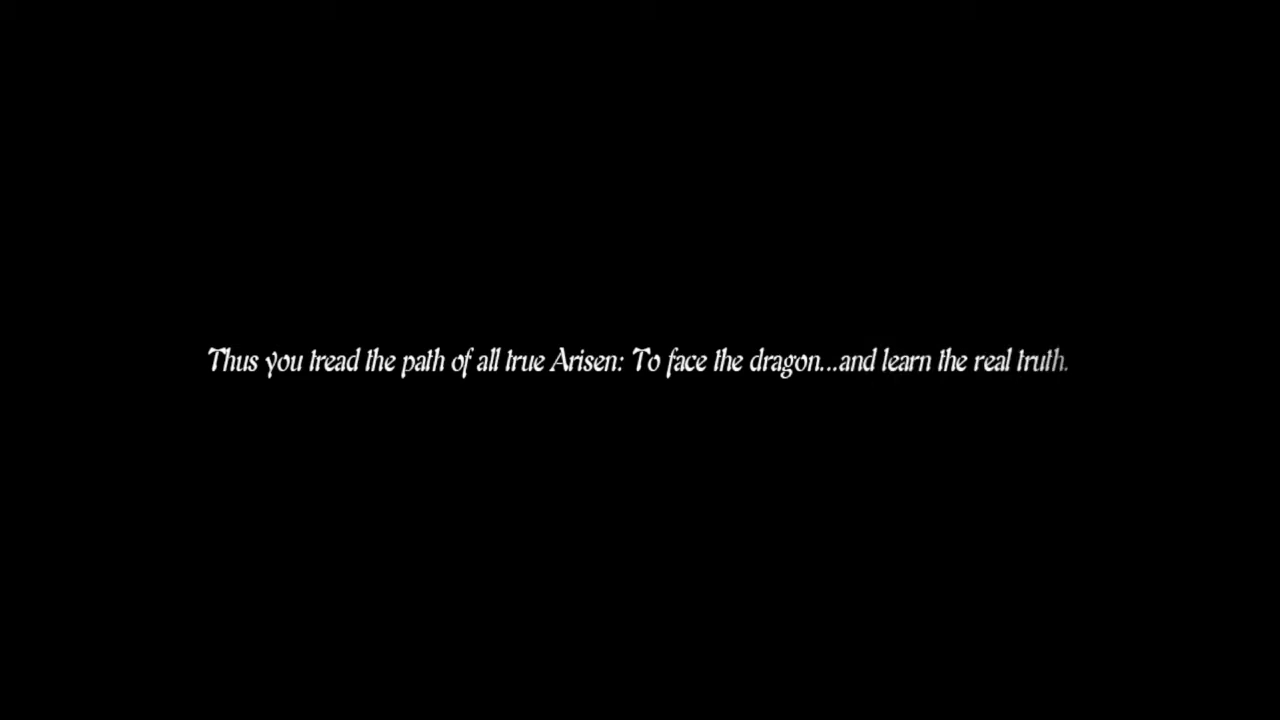 Thus you tread the path of all true Arisen: To face the dragon...and learn the real truth.